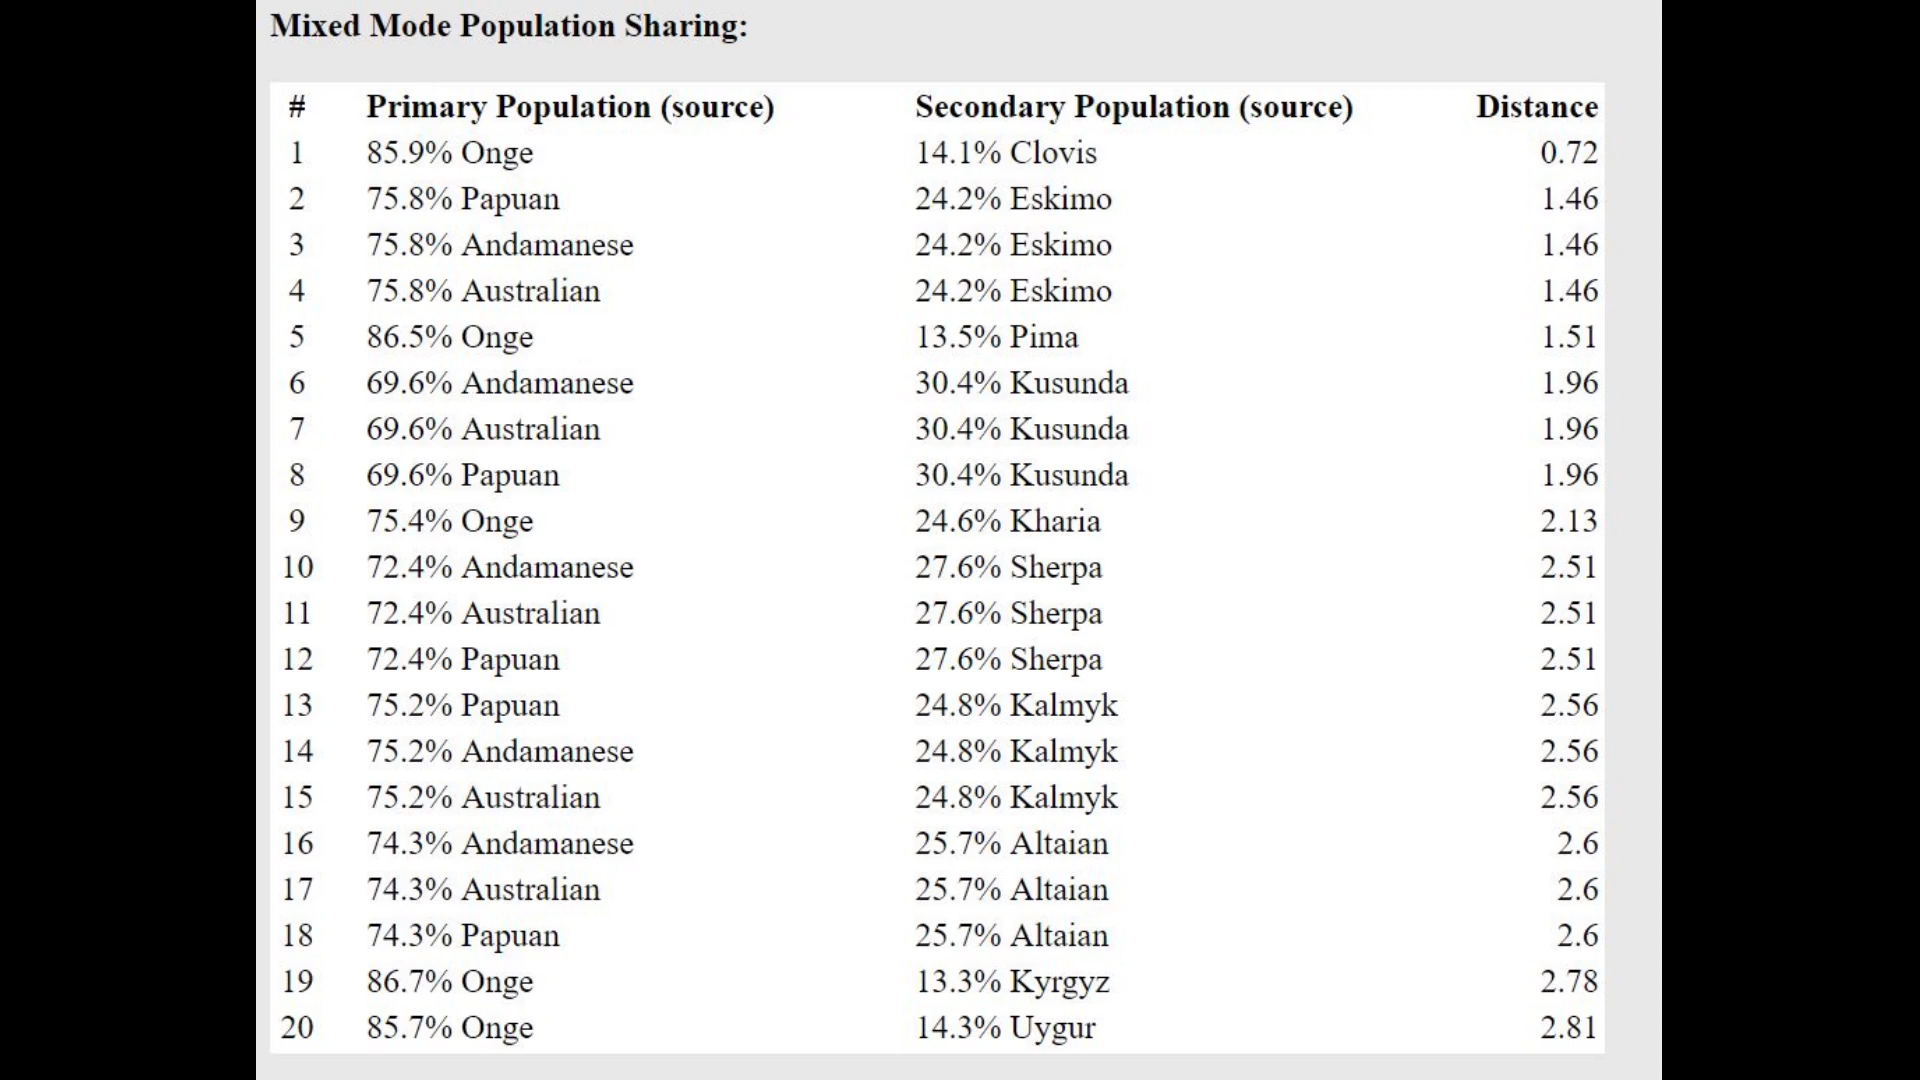 Mixed Mode Population Sharing:
# Primary Population (source) Secondary Population (source) Distance
1 85.9% Onge 14.1% Clovis 0.72
2 75.8% Papuan 24.2% Eskimo 1.46
3 75.8% Andamanese 24.2% Eskimo 1.46
4 75.8% Australian 24.2% Eskimo 1.46
5 86.5% Onge 13.5% Pima 1.51
6 69.6% Andamanese 30.4% Kusunda 1.96
7 69.6% Australian 30.4% Kusunda 1.96
8 69.6% Papuan 30.4% Kusunda 1.96
9 75.4% Onge 24.6% Kharia 2.13
10 72.4% Andamanese 27.6% Sherpa 2.51
11 72.4% Australian 27.6% Sherpa 2.51
12 72.4% Papuan 27.6% Sherpa 2.51
13 75.2% Papuan 24.8% Kalmyk 2.56
14 75.2% Andamanese 24.8% Kalmyk 2.56
15 75.2% Australian 24.8% Kalmyk 2.56
16 74.3% Andamanese 25.7% Altaian 2.6
17 74.3% Australian 25.7% Altaian 2.6
18 74.3% Papuan 25.7% Altaian 2.6
19 86.7% Onge 13.3% Kyrgyz 2.78
20 85.7% Onge 14.3% Uygur 2.81